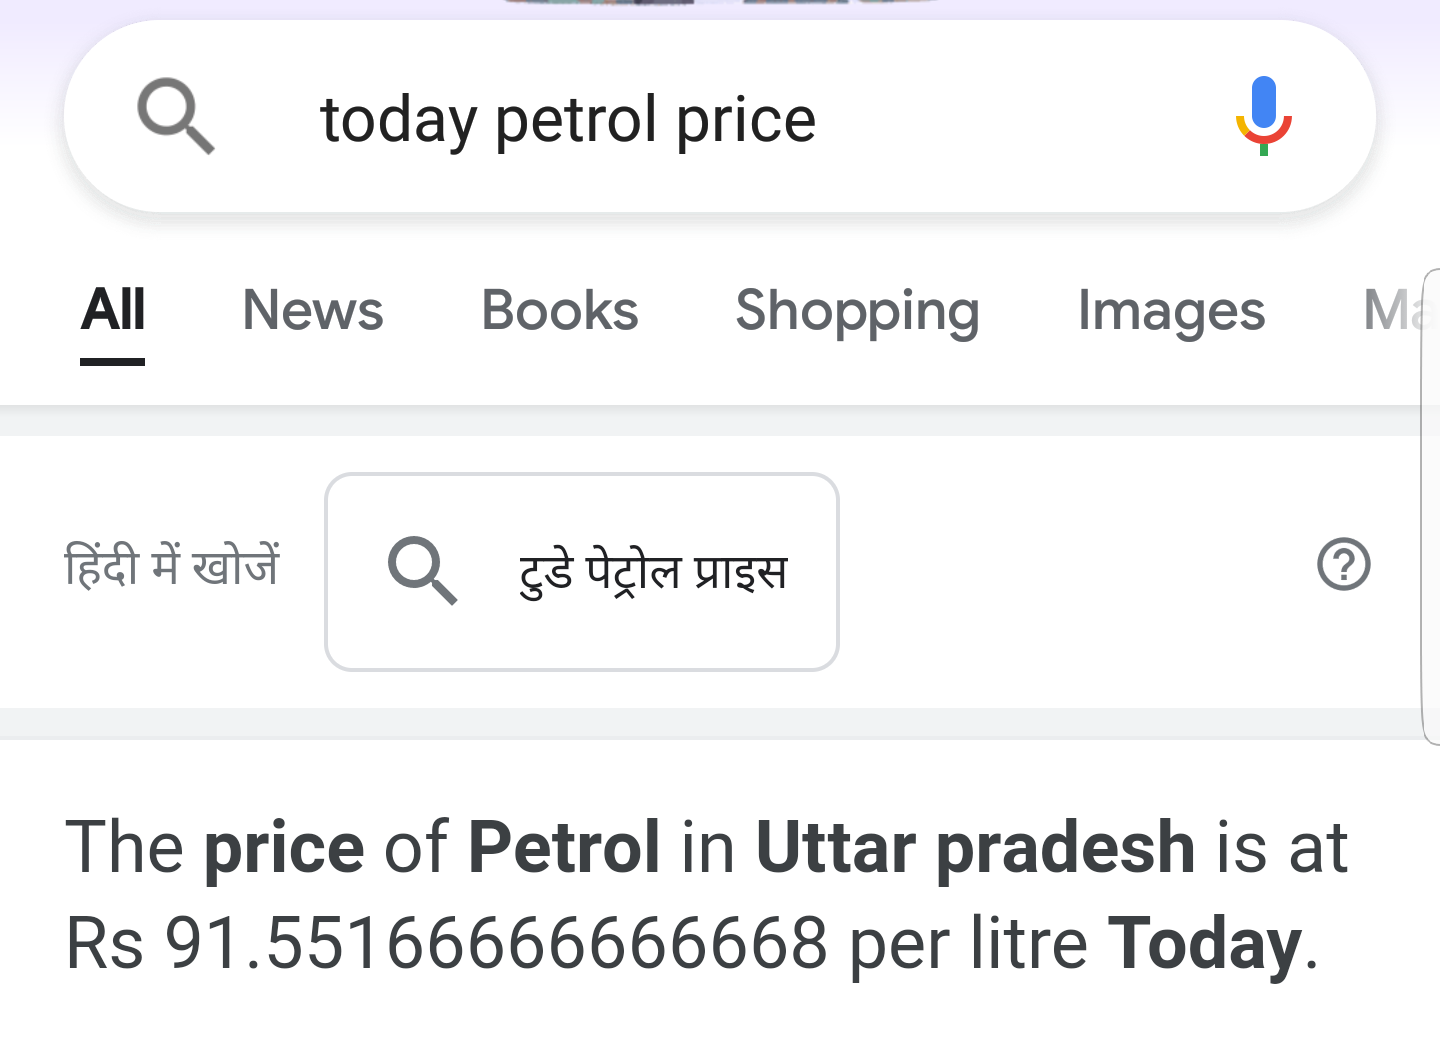 today petrol price
All News Books Shopping Images Ma
हिंदी में खोजें टुडे पेट्रोल प्राइस
The price of Petrol in Uttar pradesh is at
Rs 91.55166666666668 per litre Today.